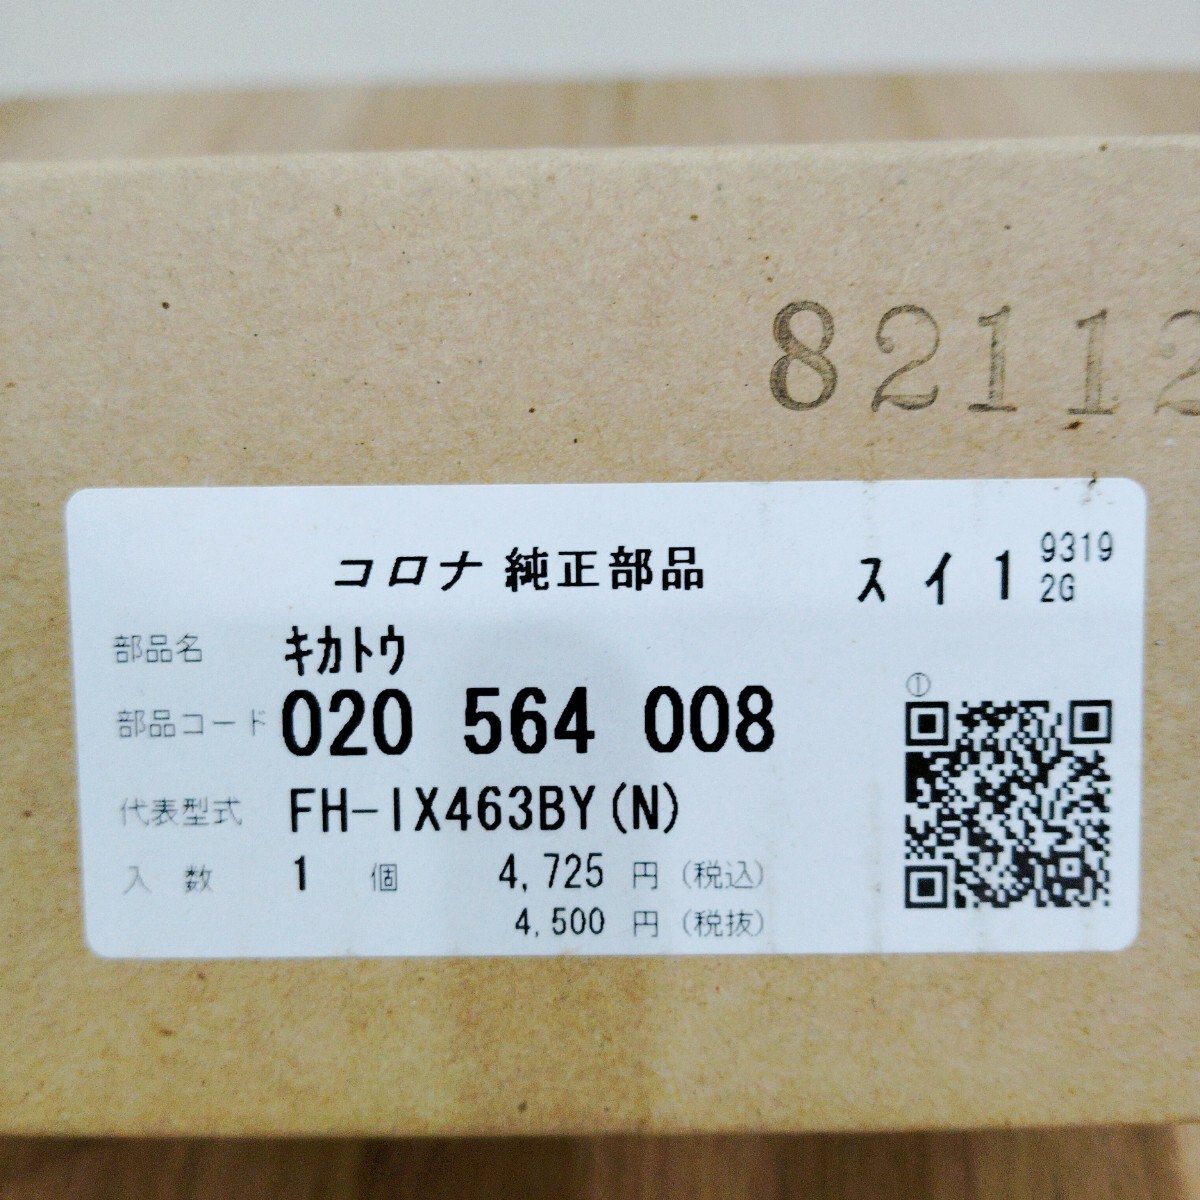 82112
コロナ 純正部品 スイ1 9319
2G
部品名 キカトウ
①
部品コード 020 564 008
代表型式 FH-IX463BY(N)
入数 1 個 4,725 円 (税込)
4,500 円 (税抜)